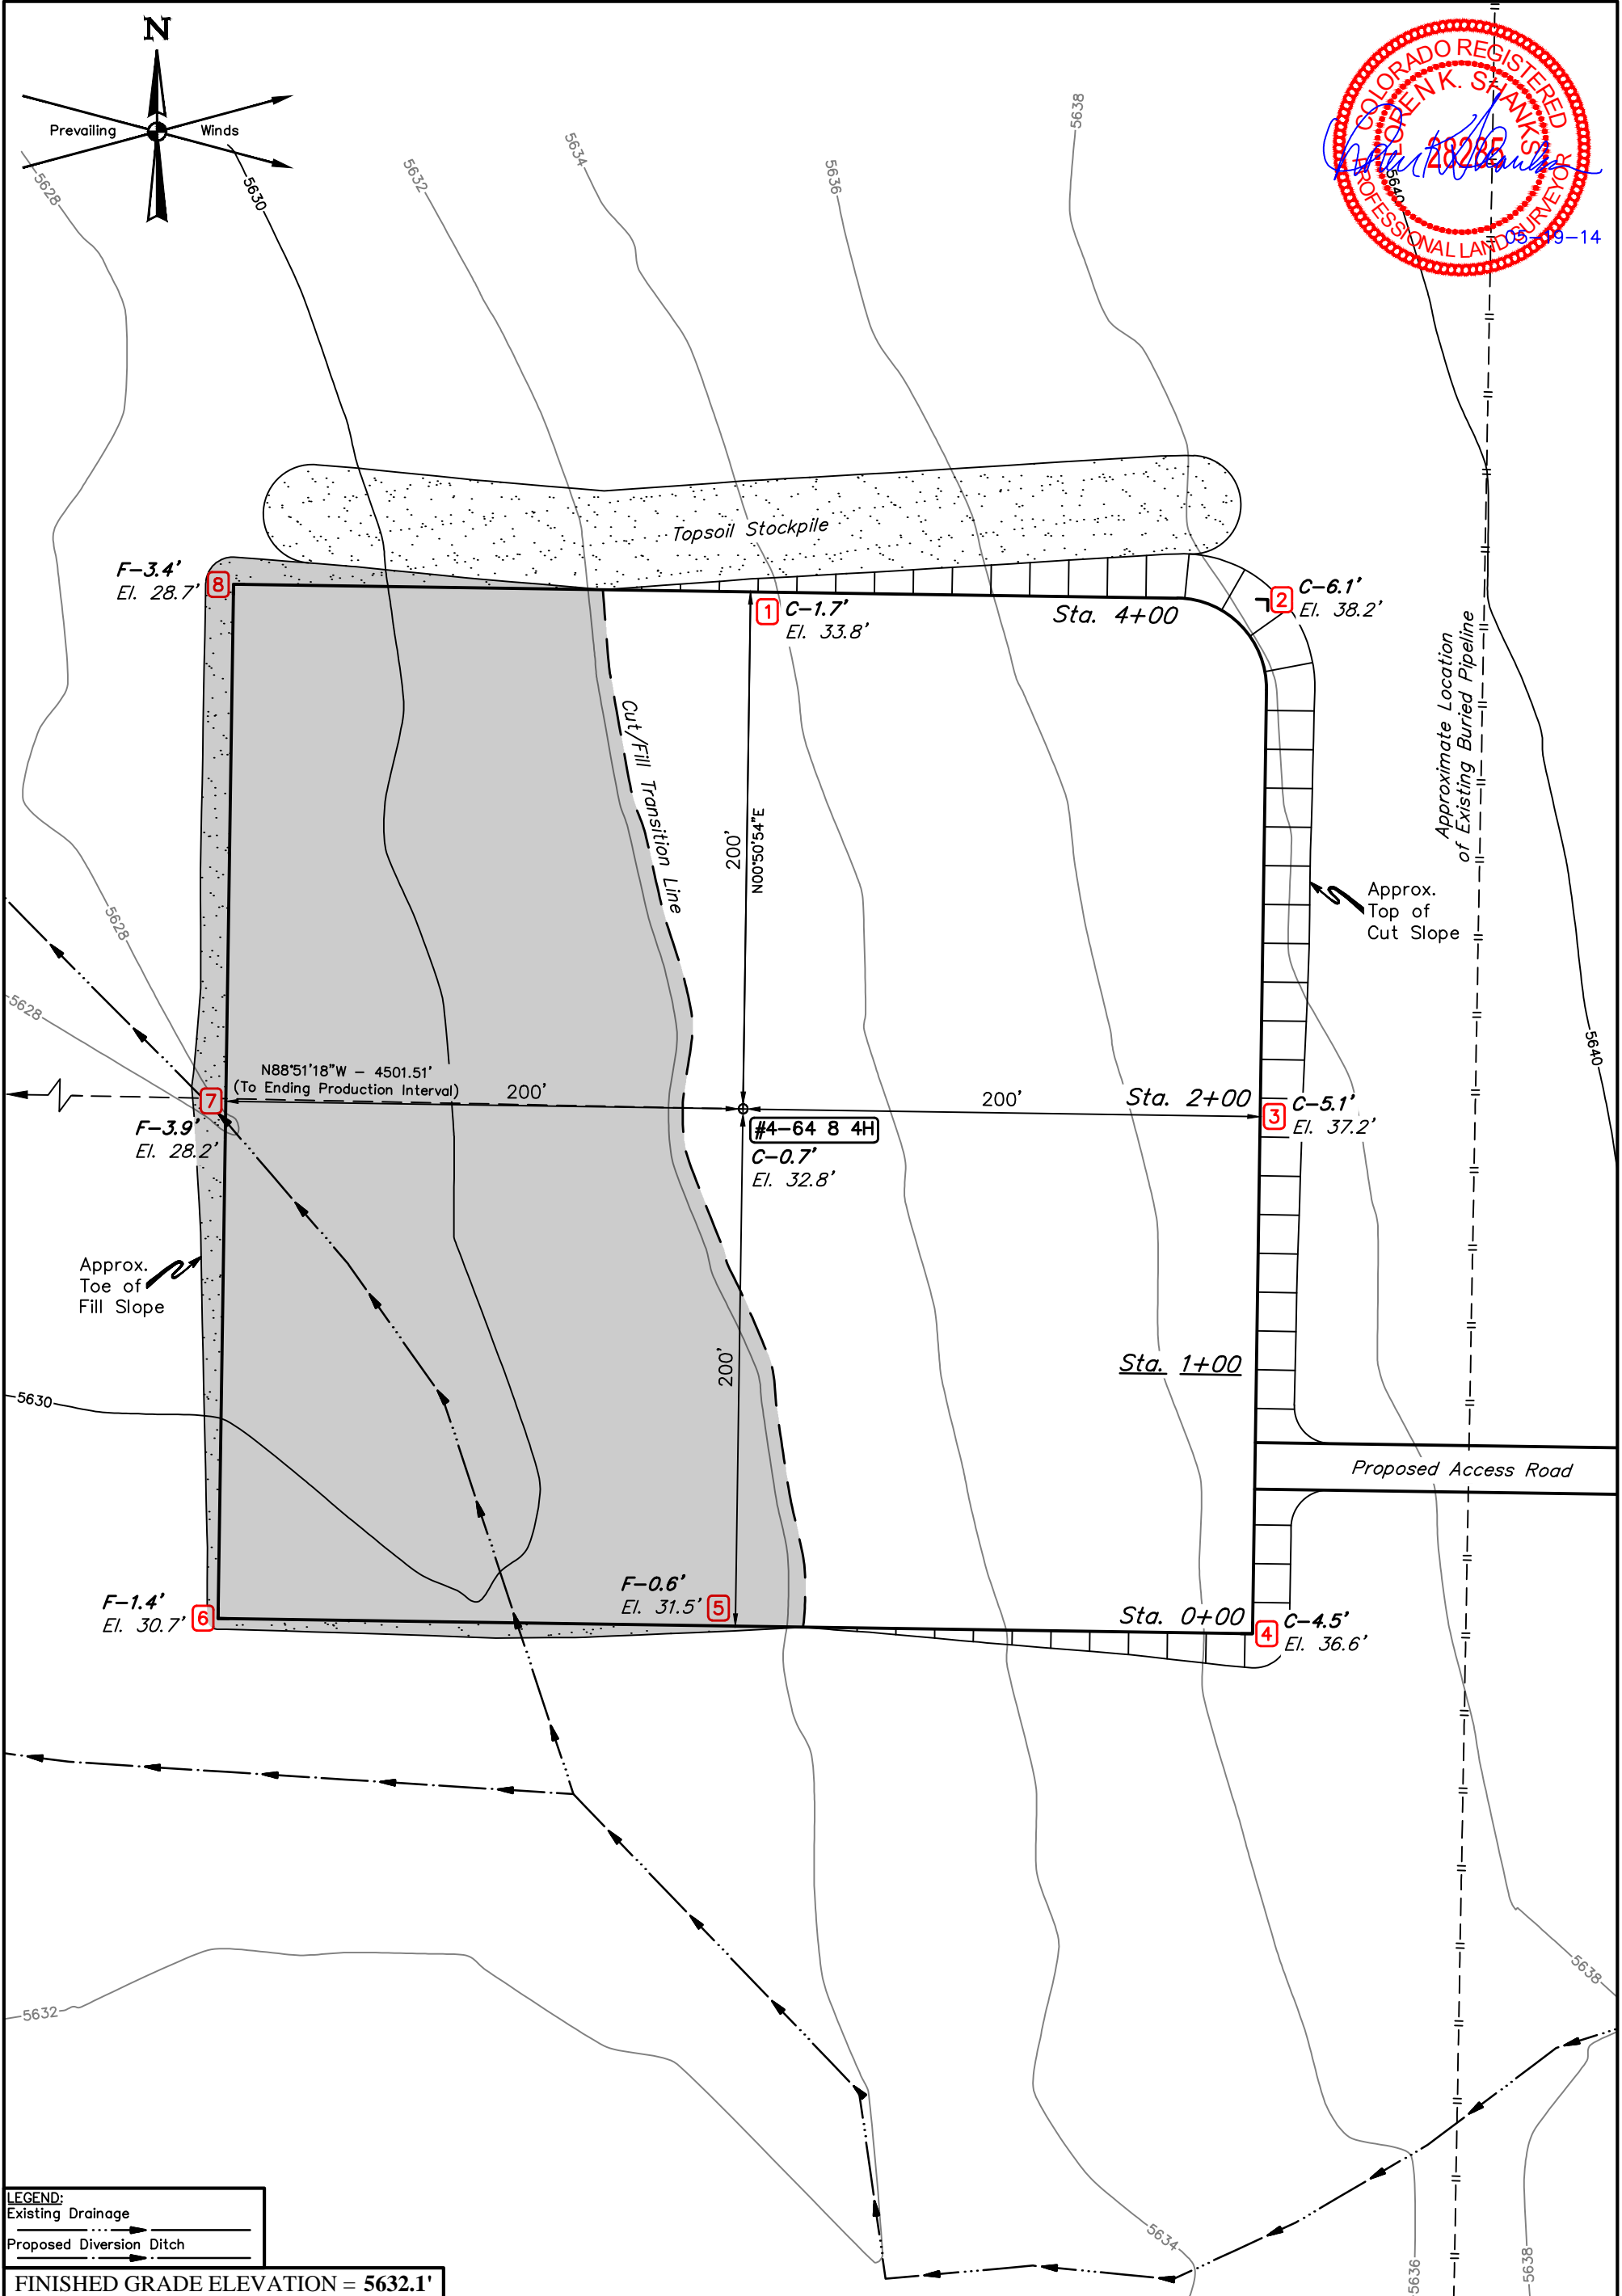 N
Prevailing Winds
COLORADO REGISTERED
LOREN K. SHANKS
28285
PROFESSIONAL LAND SURVEYOR
05-19-14
5628
5630
5632
5634
5636
5638
5640
Topsoil Stockpile
F-3.4'
El. 28.7'
8
1
C-1.7'
El. 33.8'
Sta. 4+00
2
C-6.1'
El. 38.2'
Cut/Fill Transition Line
200'
N00°50'54"E
Approximate Location
of Existing Buried Pipeline
Approx.
Top of
Cut Slope
5628
5628
5640
N88°51'18"W - 4501.51'
(To Ending Production Interval)
200'
200'
Sta. 2+00
7
F-3.9'
El. 28.2'
#4-64 8 4H
C-0.7'
El. 32.8'
3
C-5.1'
El. 37.2'
Approx.
Toe of
Fill Slope
200'
Sta. 1+00
5630
Proposed Access Road
F-1.4'
El. 30.7'
6
F-0.6'
El. 31.5'
5
Sta. 0+00
4
C-4.5'
El. 36.6'
5632
5638
5634
5636
5638
LEGEND:
Existing Drainage
Proposed Diversion Ditch
FINISHED GRADE ELEVATION = 5632.1'